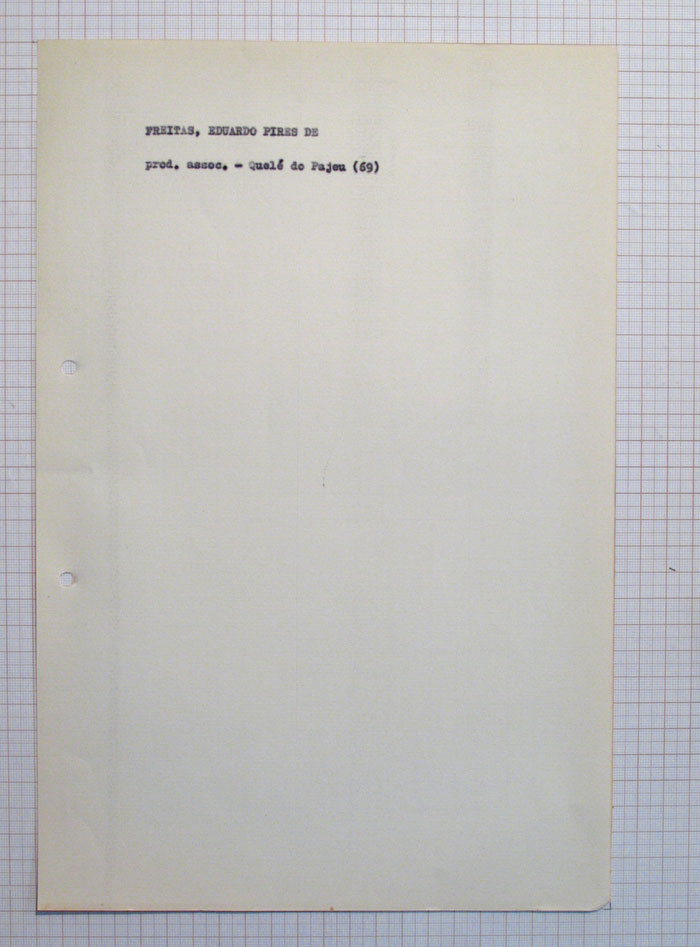 FREITAS, EDUARDO PIRES DE
prod. assoc. - Quelé do Pajeu (69)